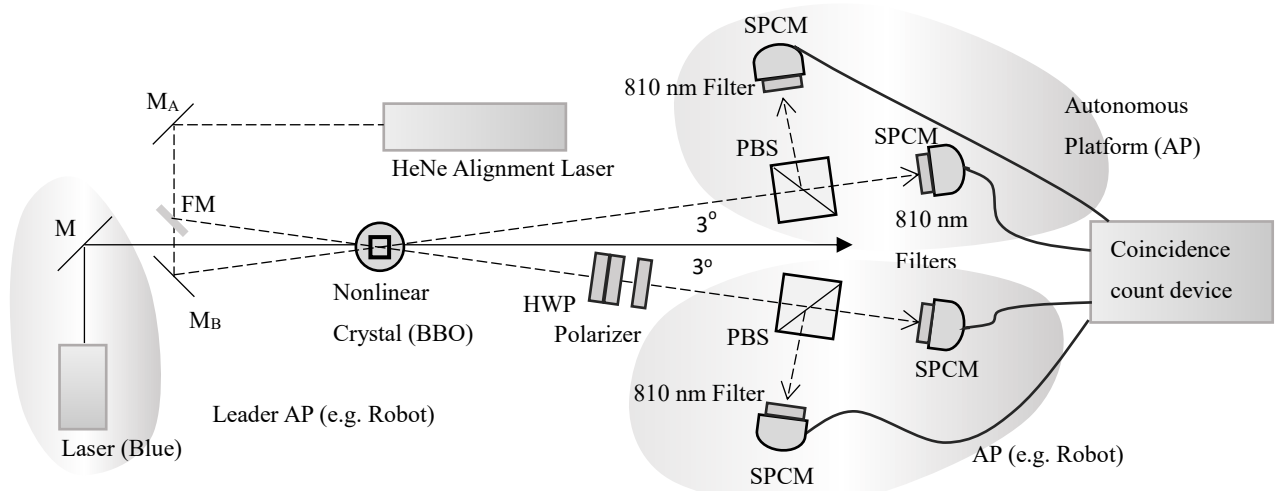 SPCM
810 nm Filter
M_A
HeNe Alignment Laser
Autonomous
Platform (AP)
SPCM
PBS
810 nm
Filters
FM
M
3°
3°
Coincidence
count device
M_B
Nonlinear
Crystal (BBO)
HWP
Polarizer
PBS
SPCM
810 nm Filter
Leader AP (e.g. Robot)
Laser (Blue)
SPCM
AP (e.g. Robot)